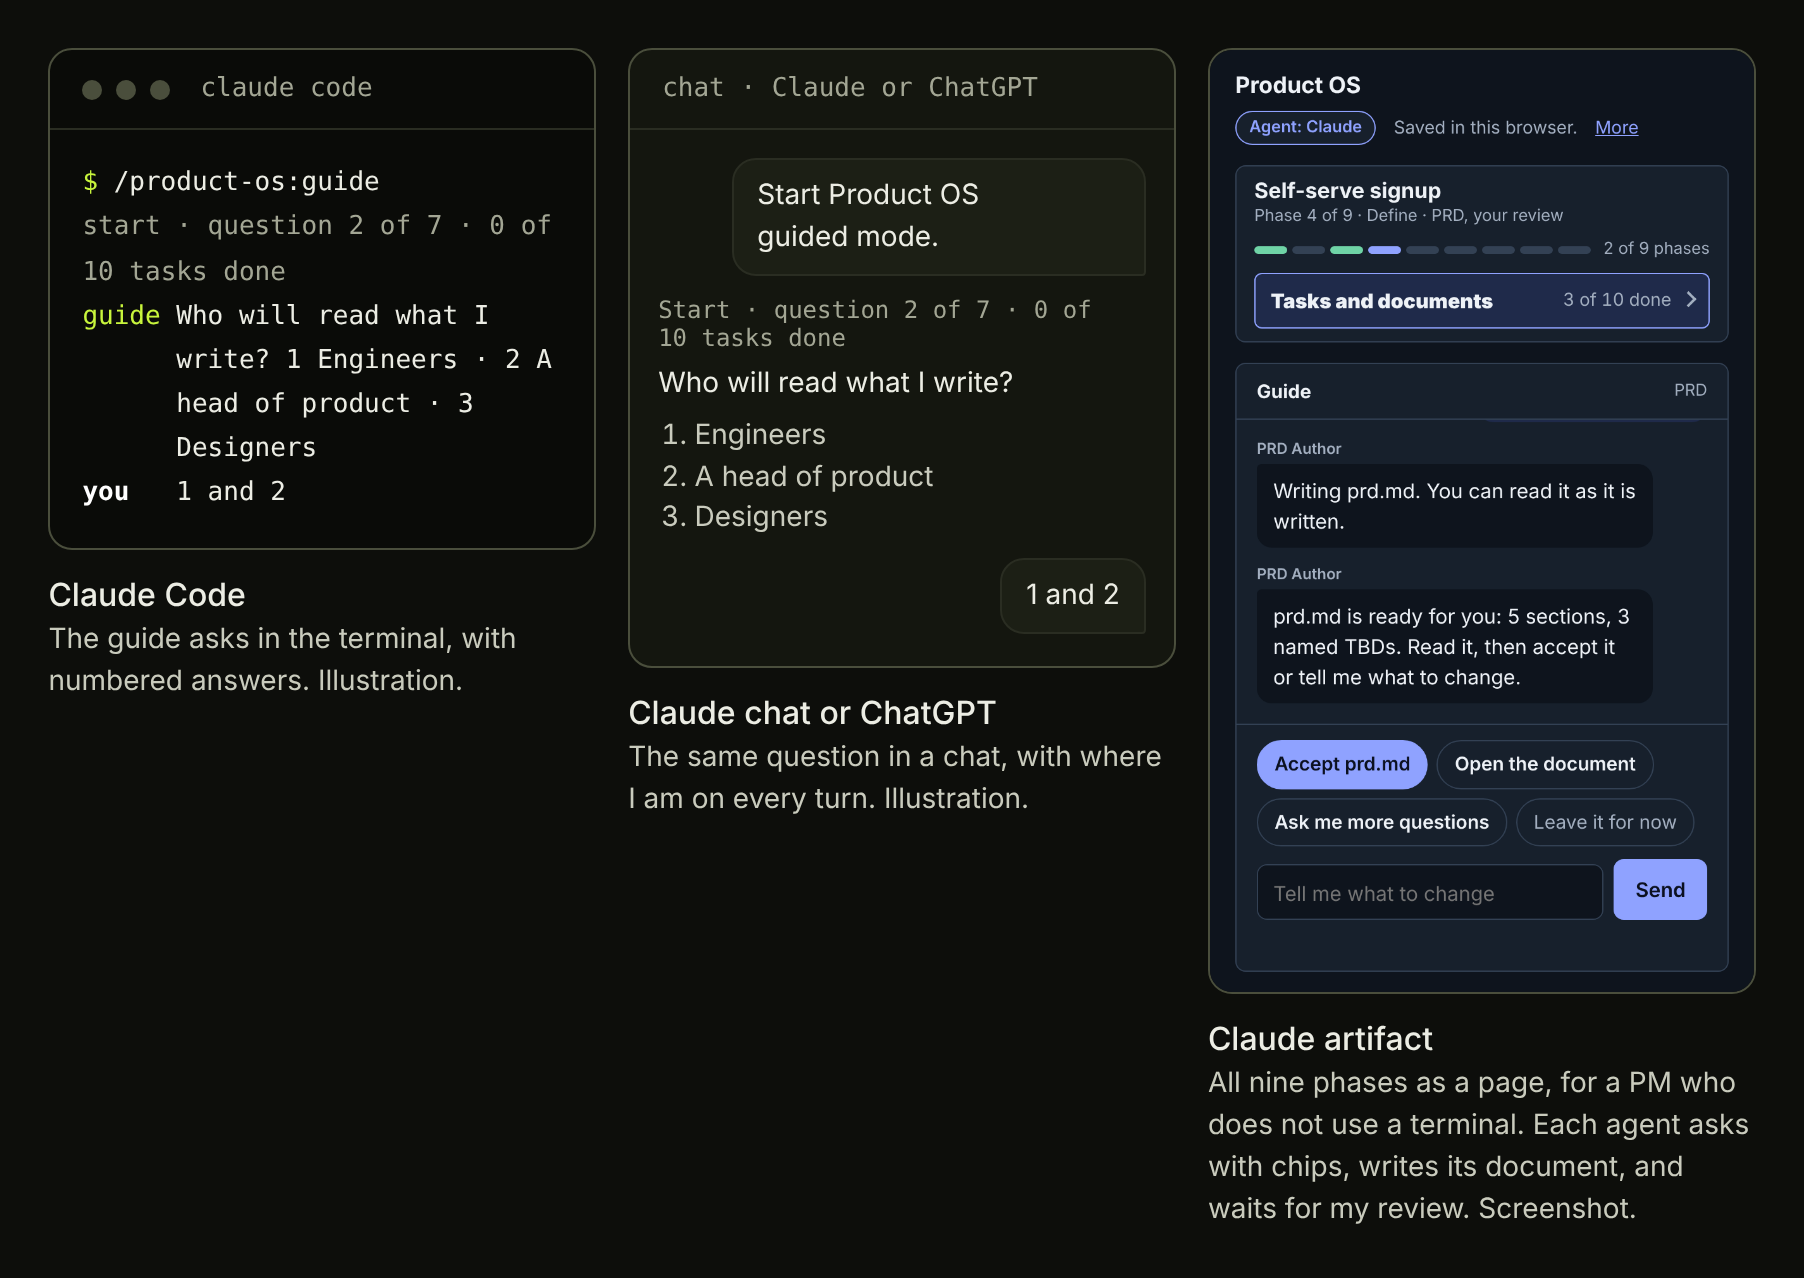 claude code
$ /product-os:guide
start · question 2 of 7 · 0 of
10 tasks done
guide Who will read what I
write? 1 Engineers · 2 A
head of product · 3
Designers
you 1 and 2
Claude Code
The guide asks in the terminal, with
numbered answers. Illustration.
chat · Claude or ChatGPT
Start Product OS
guided mode.
Start · question 2 of 7 · 0 of
10 tasks done
Who will read what I write?
1. Engineers
2. A head of product
3. Designers
1 and 2
Claude chat or ChatGPT
The same question in a chat, with where
I am on every turn. Illustration.
Product OS
Agent: Claude Saved in this browser. More
Self-serve signup
Phase 4 of 9 · Define · PRD, your review
2 of 9 phases
Tasks and documents 3 of 10 done
Guide PRD
PRD Author
Writing prd.md. You can read it as it is
written.
PRD Author
prd.md is ready for you: 5 sections, 3
named TBDs. Read it, then accept it
or tell me what to change.
Accept prd.md Open the document
Ask me more questions Leave it for now
Tell me what to change Send
Claude artifact
All nine phases as a page, for a PM who
does not use a terminal. Each agent asks
with chips, writes its document, and
waits for my review. Screenshot.